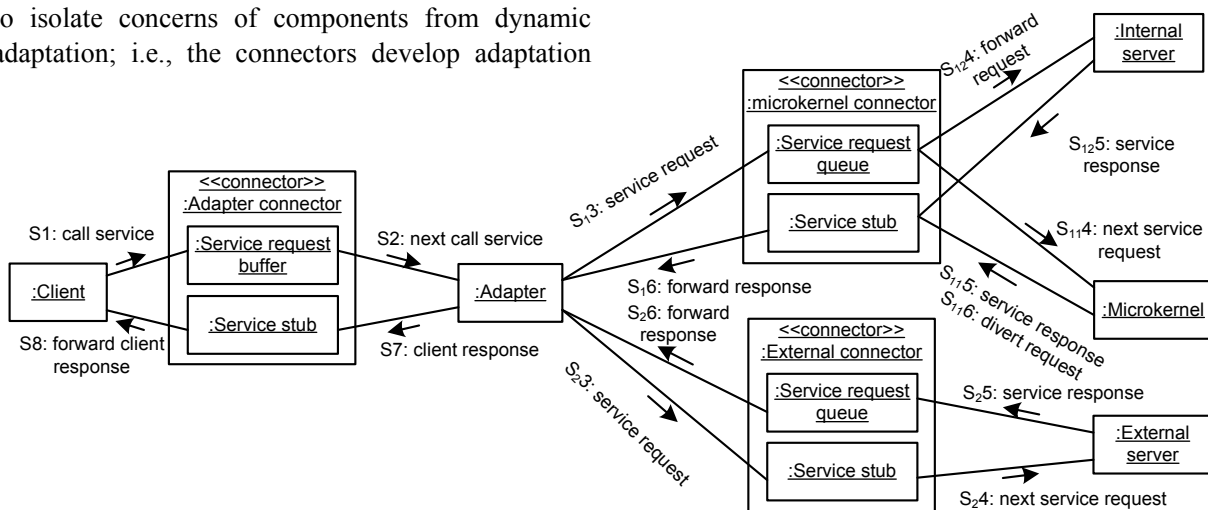 o isolate concerns of components from dynamic
adaptation; i.e., the connectors develop adaptation
:Internal
server
S₁₂4: forward
request
<<connector>>
:microkernel connector
:Service request
queue
:Service stub
S₁₂5: service
response
S₁3: service request
<<connector>>
:Adapter connector
:Service request
buffer
:Service stub
S1: call service
S2: next call service
S₁₁4: next service
request
:Client
:Adapter
S₁6: forward response
S₂6: forward
response
S₁₁5: service response
S₁₁6: divert request
:Microkernel
S8: forward client
response
S7: client response
<<connector>>
:External connector
:Service request
queue
:Service stub
S₂3: service request
S₂5: service response
:External
server
S₂4: next service request